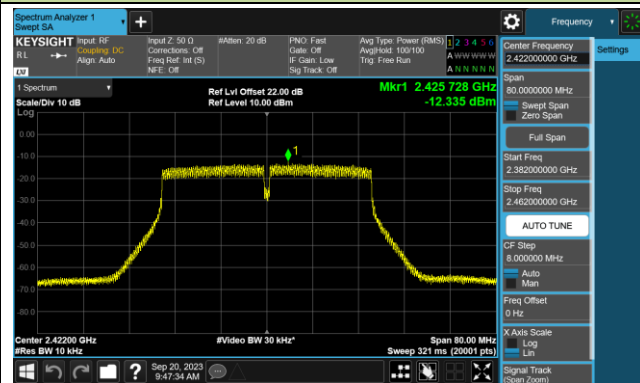 Spectrum Analyzer 1
Swept SA
Frequency
KEYSIGHT
RL
LXI
Input: RF
Coupling: DC
Align: Auto
Input Z: 50 Ω
Corrections: Off
Freq Ref: Int (S)
NFE: Off
#Atten: 20 dB
PNO: Fast
Gate: Off
IF Gain: Low
Sig Track: Off
Avg Type: Power (RMS)
Avg|Hold: 100/100
Trig: Free Run
1 2 3 4 5 6
A W W W W W
A N N N N N
1 Spectrum
Scale/Div 10 dB
Log
Ref Lvl Offset 22.00 dB
Ref Level 10.00 dBm
Mkr1 2.425 728 GHz
-12.335 dBm
1
0.00
-10.0
-20.0
-30.0
-40.0
-50.0
-60.0
-70.0
-80.0
Center 2.42200 GHz
#Res BW 10 kHz
#Video BW 30 kHz*
Span 80.00 MHz
Sweep 321 ms (20001 pts)
Sep 20, 2023
9:47:34 AM
Center Frequency
2.422000000 GHz
Settings
Span
80.0000000 MHz
Swept Span
Zero Span
Full Span
Start Freq
2.382000000 GHz
Stop Freq
2.462000000 GHz
AUTO TUNE
CF Step
8.000000 MHz
Auto
Man
Freq Offset
0 Hz
X Axis Scale
Log
Lin
Signal Track
(Span Zoom)